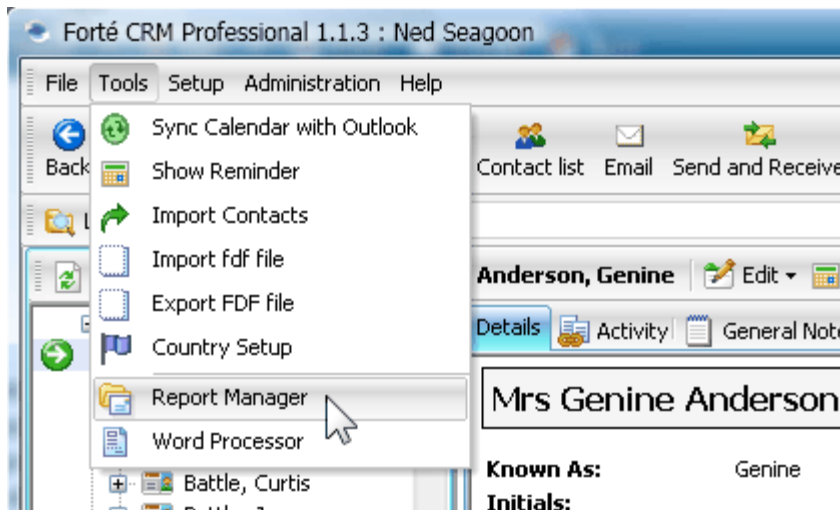 Forté CRM Professional 1.1.3 : Ned Seagoon
File Tools Setup Administration Help
Back Contact list Email Send and Receive
Sync Calendar with Outlook
Show Reminder
Import Contacts
Import fdf file
Export FDF file
Country Setup
Report Manager
Word Processor
Anderson, Genine Edit
Details Activity General Note
Mrs Genine Anderson
Known As: Genine
Initials:
Battle, Curtis